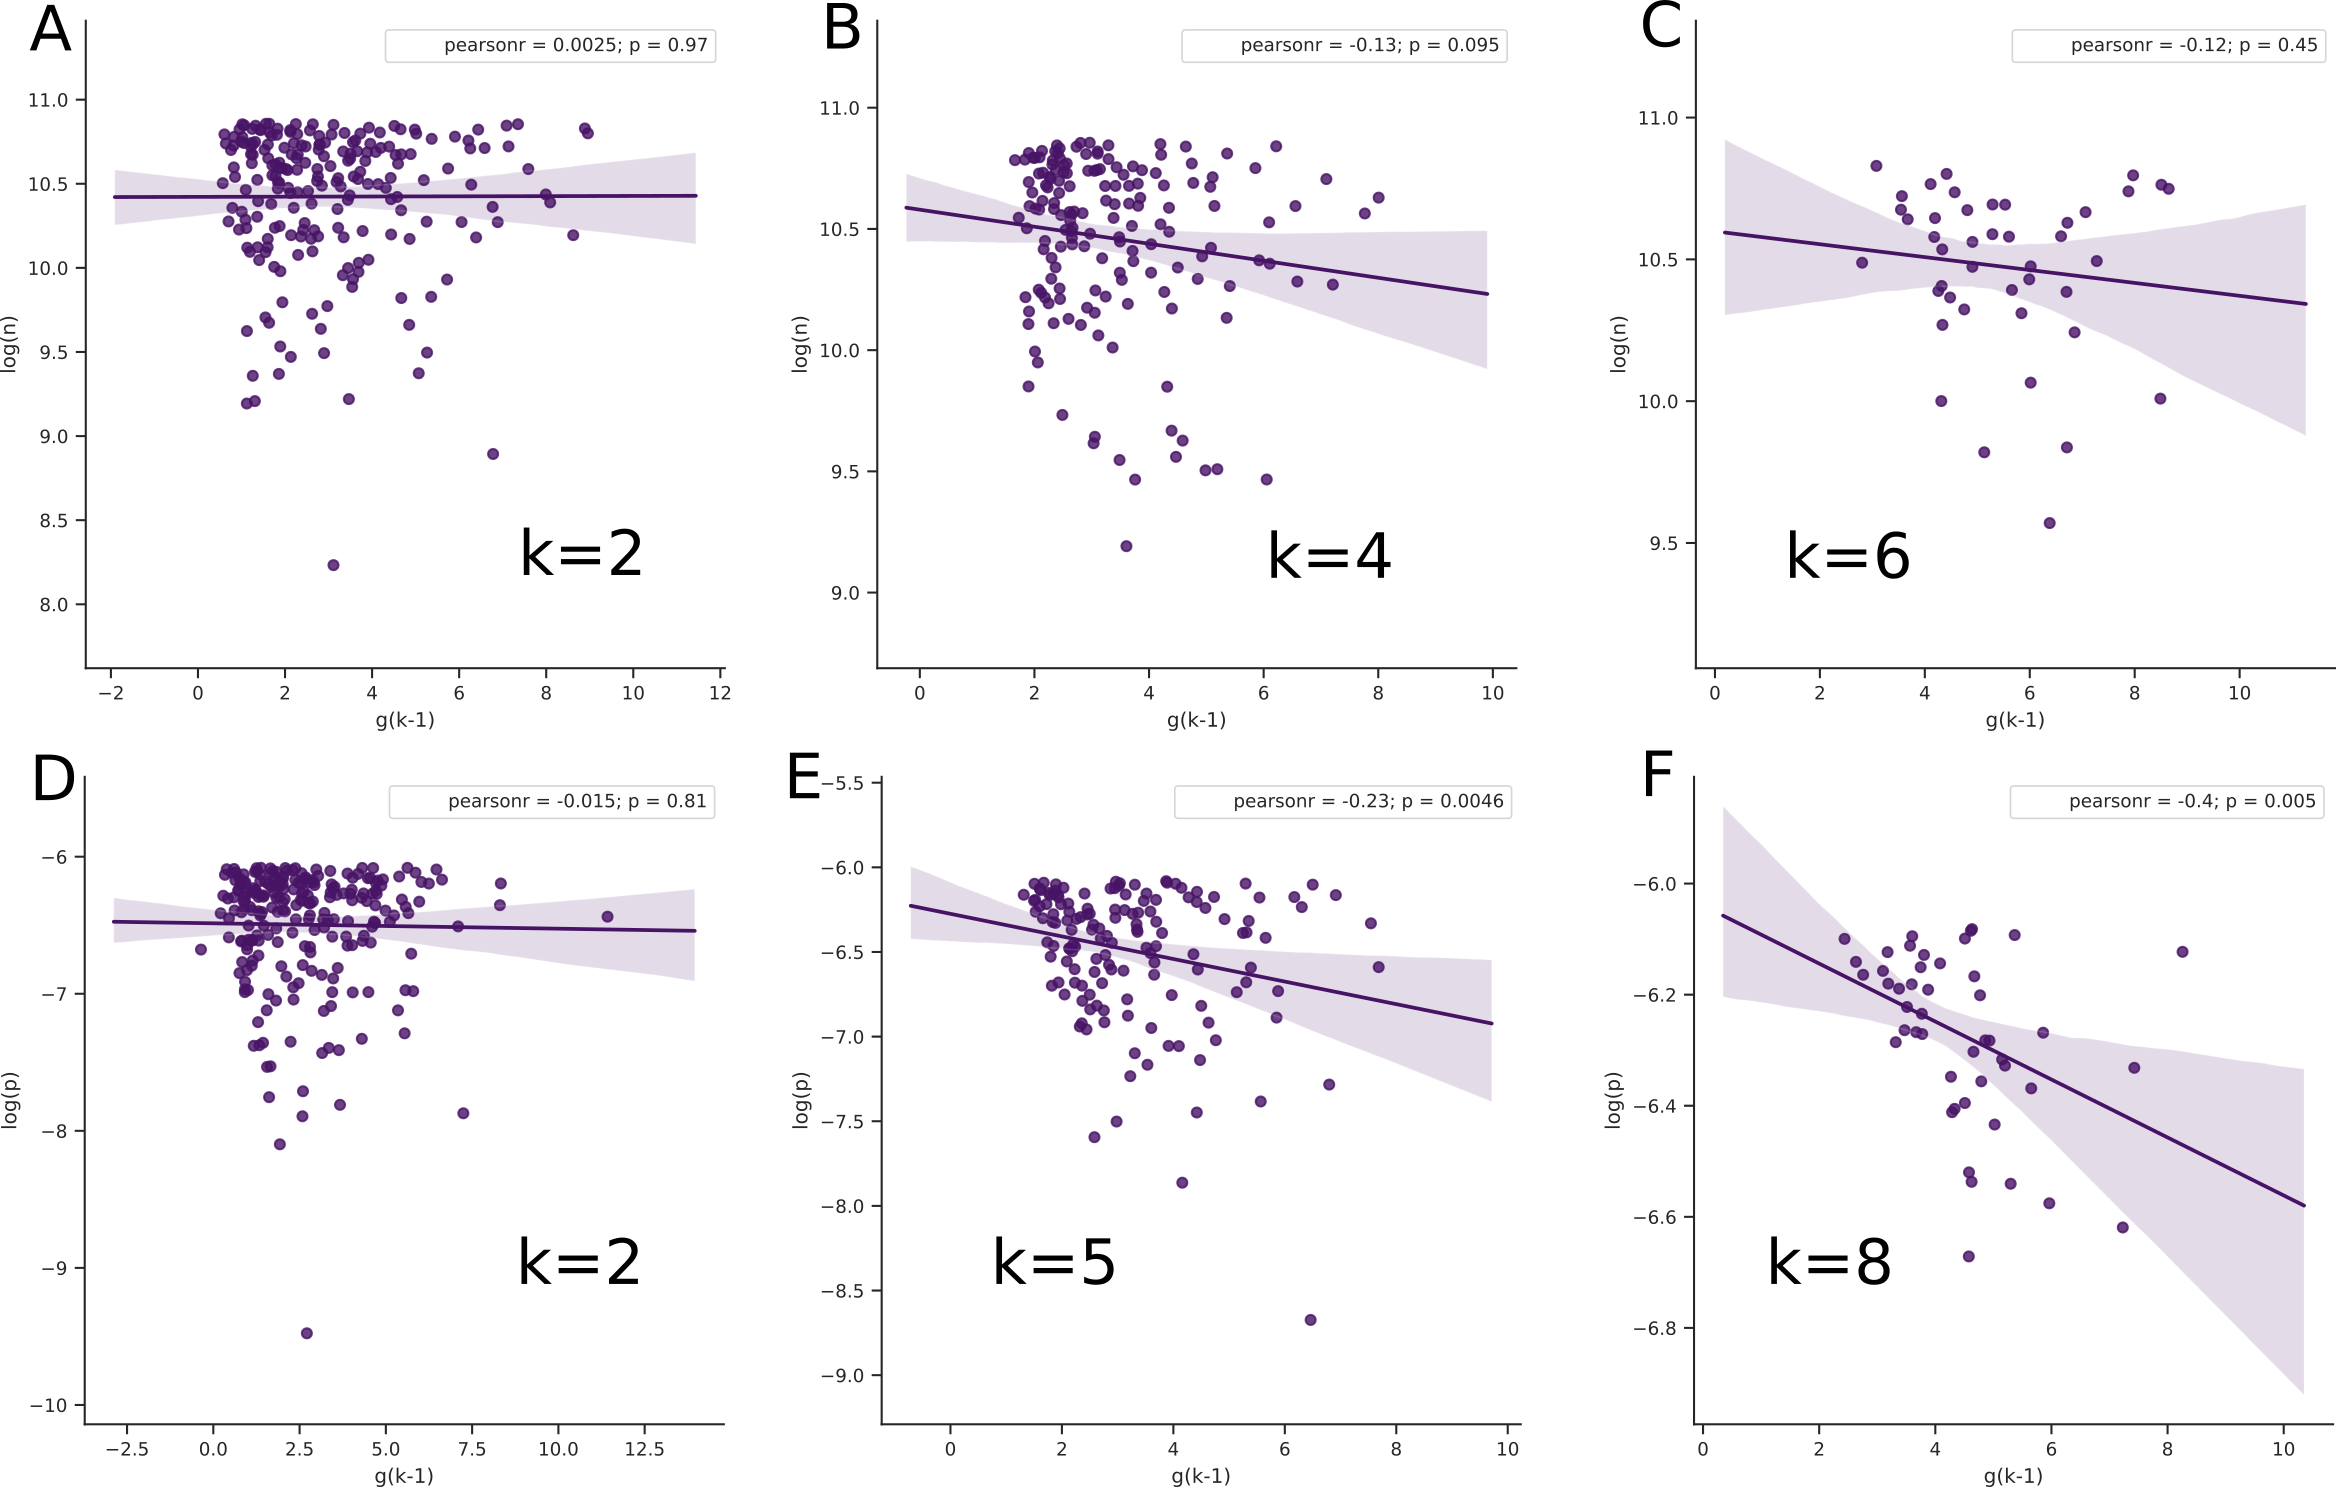 A
pearsonr = 0.0025; p = 0.97
11.0
10.5
10.0
9.5
9.0
8.5
8.0
log(n)
k=2
−2 0 2 4 6 8 10 12
g(k-1)
B
pearsonr = -0.13; p = 0.095
11.0
10.5
10.0
9.5
9.0
log(n)
k=4
0 2 4 6 8 10
g(k-1)
C
pearsonr = -0.12; p = 0.45
11.0
10.5
10.0
9.5
log(n)
k=6
0 2 4 6 8 10
g(k-1)
D
pearsonr = -0.015; p = 0.81
−6
−7
−8
−9
−10
log(p)
k=2
−2.5 0.0 2.5 5.0 7.5 10.0 12.5
g(k-1)
E
pearsonr = -0.23; p = 0.0046
−5.5
−6.0
−6.5
−7.0
−7.5
−8.0
−8.5
−9.0
log(p)
k=5
0 2 4 6 8 10
g(k-1)
F
pearsonr = -0.4; p = 0.005
−6.0
−6.2
−6.4
−6.6
−6.8
log(p)
k=8
0 2 4 6 8 10
g(k-1)